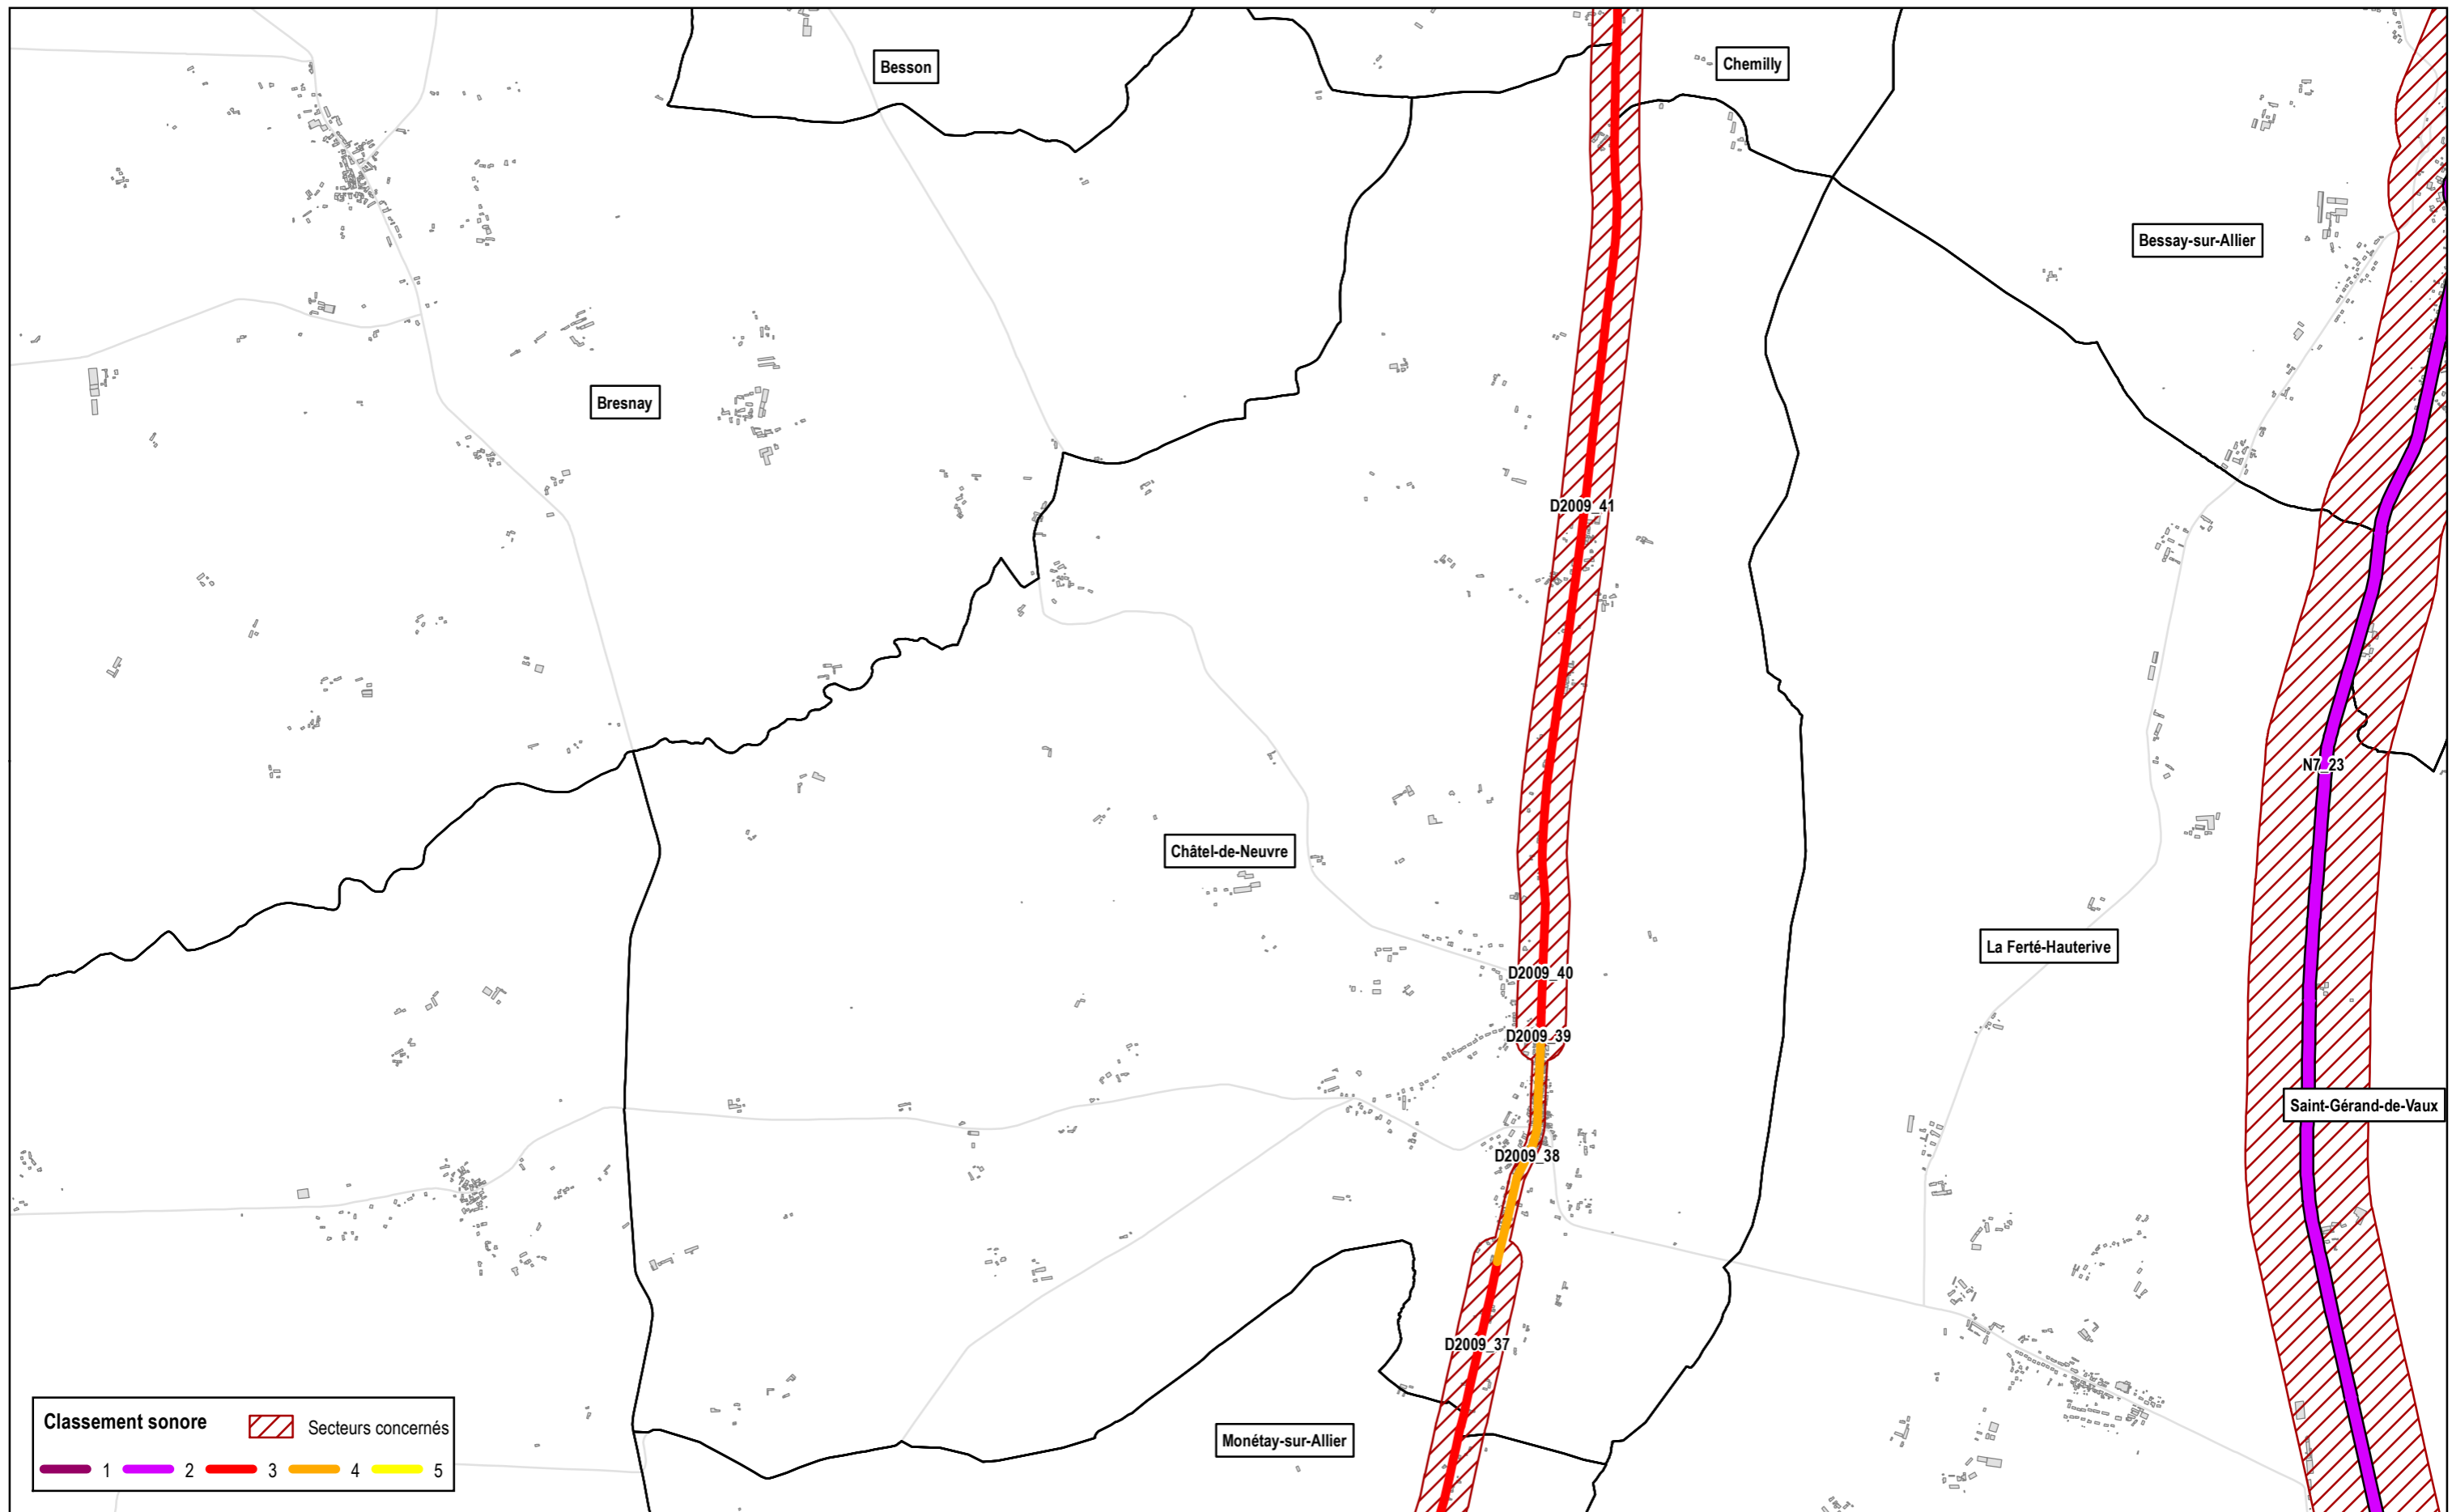 Besson
Chemilly
Bessay-sur-Allier
Bresnay
D2009_41
N7_23
Châtel-de-Neuvre
La Ferté-Hauterive
D2009_40
D2009_39
Saint-Gérand-de-Vaux
D2009_38
D2009_37
Monétay-sur-Allier
Classement sonore
Secteurs concernés
1 2 3 4 5